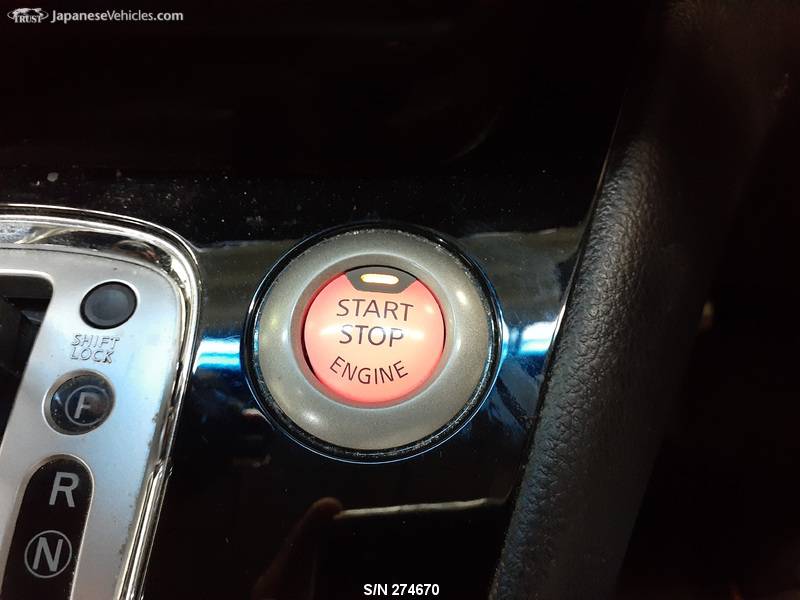 TRUST JapaneseVehicles.com
START
STOP
ENGINE
SHIFT
LOCK
F
R
N
S/N 274670